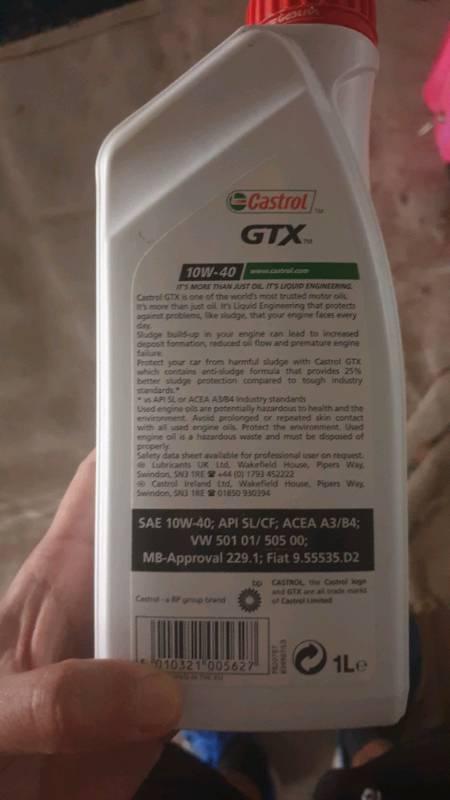 Castrol
Castrol
GTX
10W-40 www.castrol.com
IT'S MORE THAN JUST OIL. IT'S LIQUID ENGINEERING.
Castrol GTX is one of the world's most trusted motor oils.
It's more than just oil. It's Liquid Engineering that protects
against problems, like sludge, that your engine faces every
day.
Sludge build-up in your engine can lead to increased
deposit formation, reduced oil flow and premature engine
failure.
Protect your car from harmful sludge with Castrol GTX
which contains anti-sludge formula that provides 25%
better sludge protection compared to tough industry
standards.*
* vs API SL or ACEA A3/B4 Industry standards
Used engine oils are potentially hazardous to health and the
environment. Avoid prolonged or repeated skin contact
with all used engine oils. Protect the environment. Used
engine oil is a hazardous waste and must be disposed of
properly.
Safety data sheet available for professional user on request.
Lubricants UK Ltd, Wakefield House, Pipers Way,
Swindon, SN3 1RE ☎ +44 (0) 1793 452222
Castrol Ireland Ltd, Wakefield House, Pipers Way,
Swindon, SN3 1RE ☎ 01850 930394
SAE 10W-40; API SL/CF; ACEA A3/B4;
VW 501 01/ 505 00;
MB-Approval 229.1; Fiat 9.55535.D2
Castrol - a BP group brand
bp
CASTROL, the Castrol logo
and GTX are all trade marks
of Castrol Limited
5 010321 005627
1L e